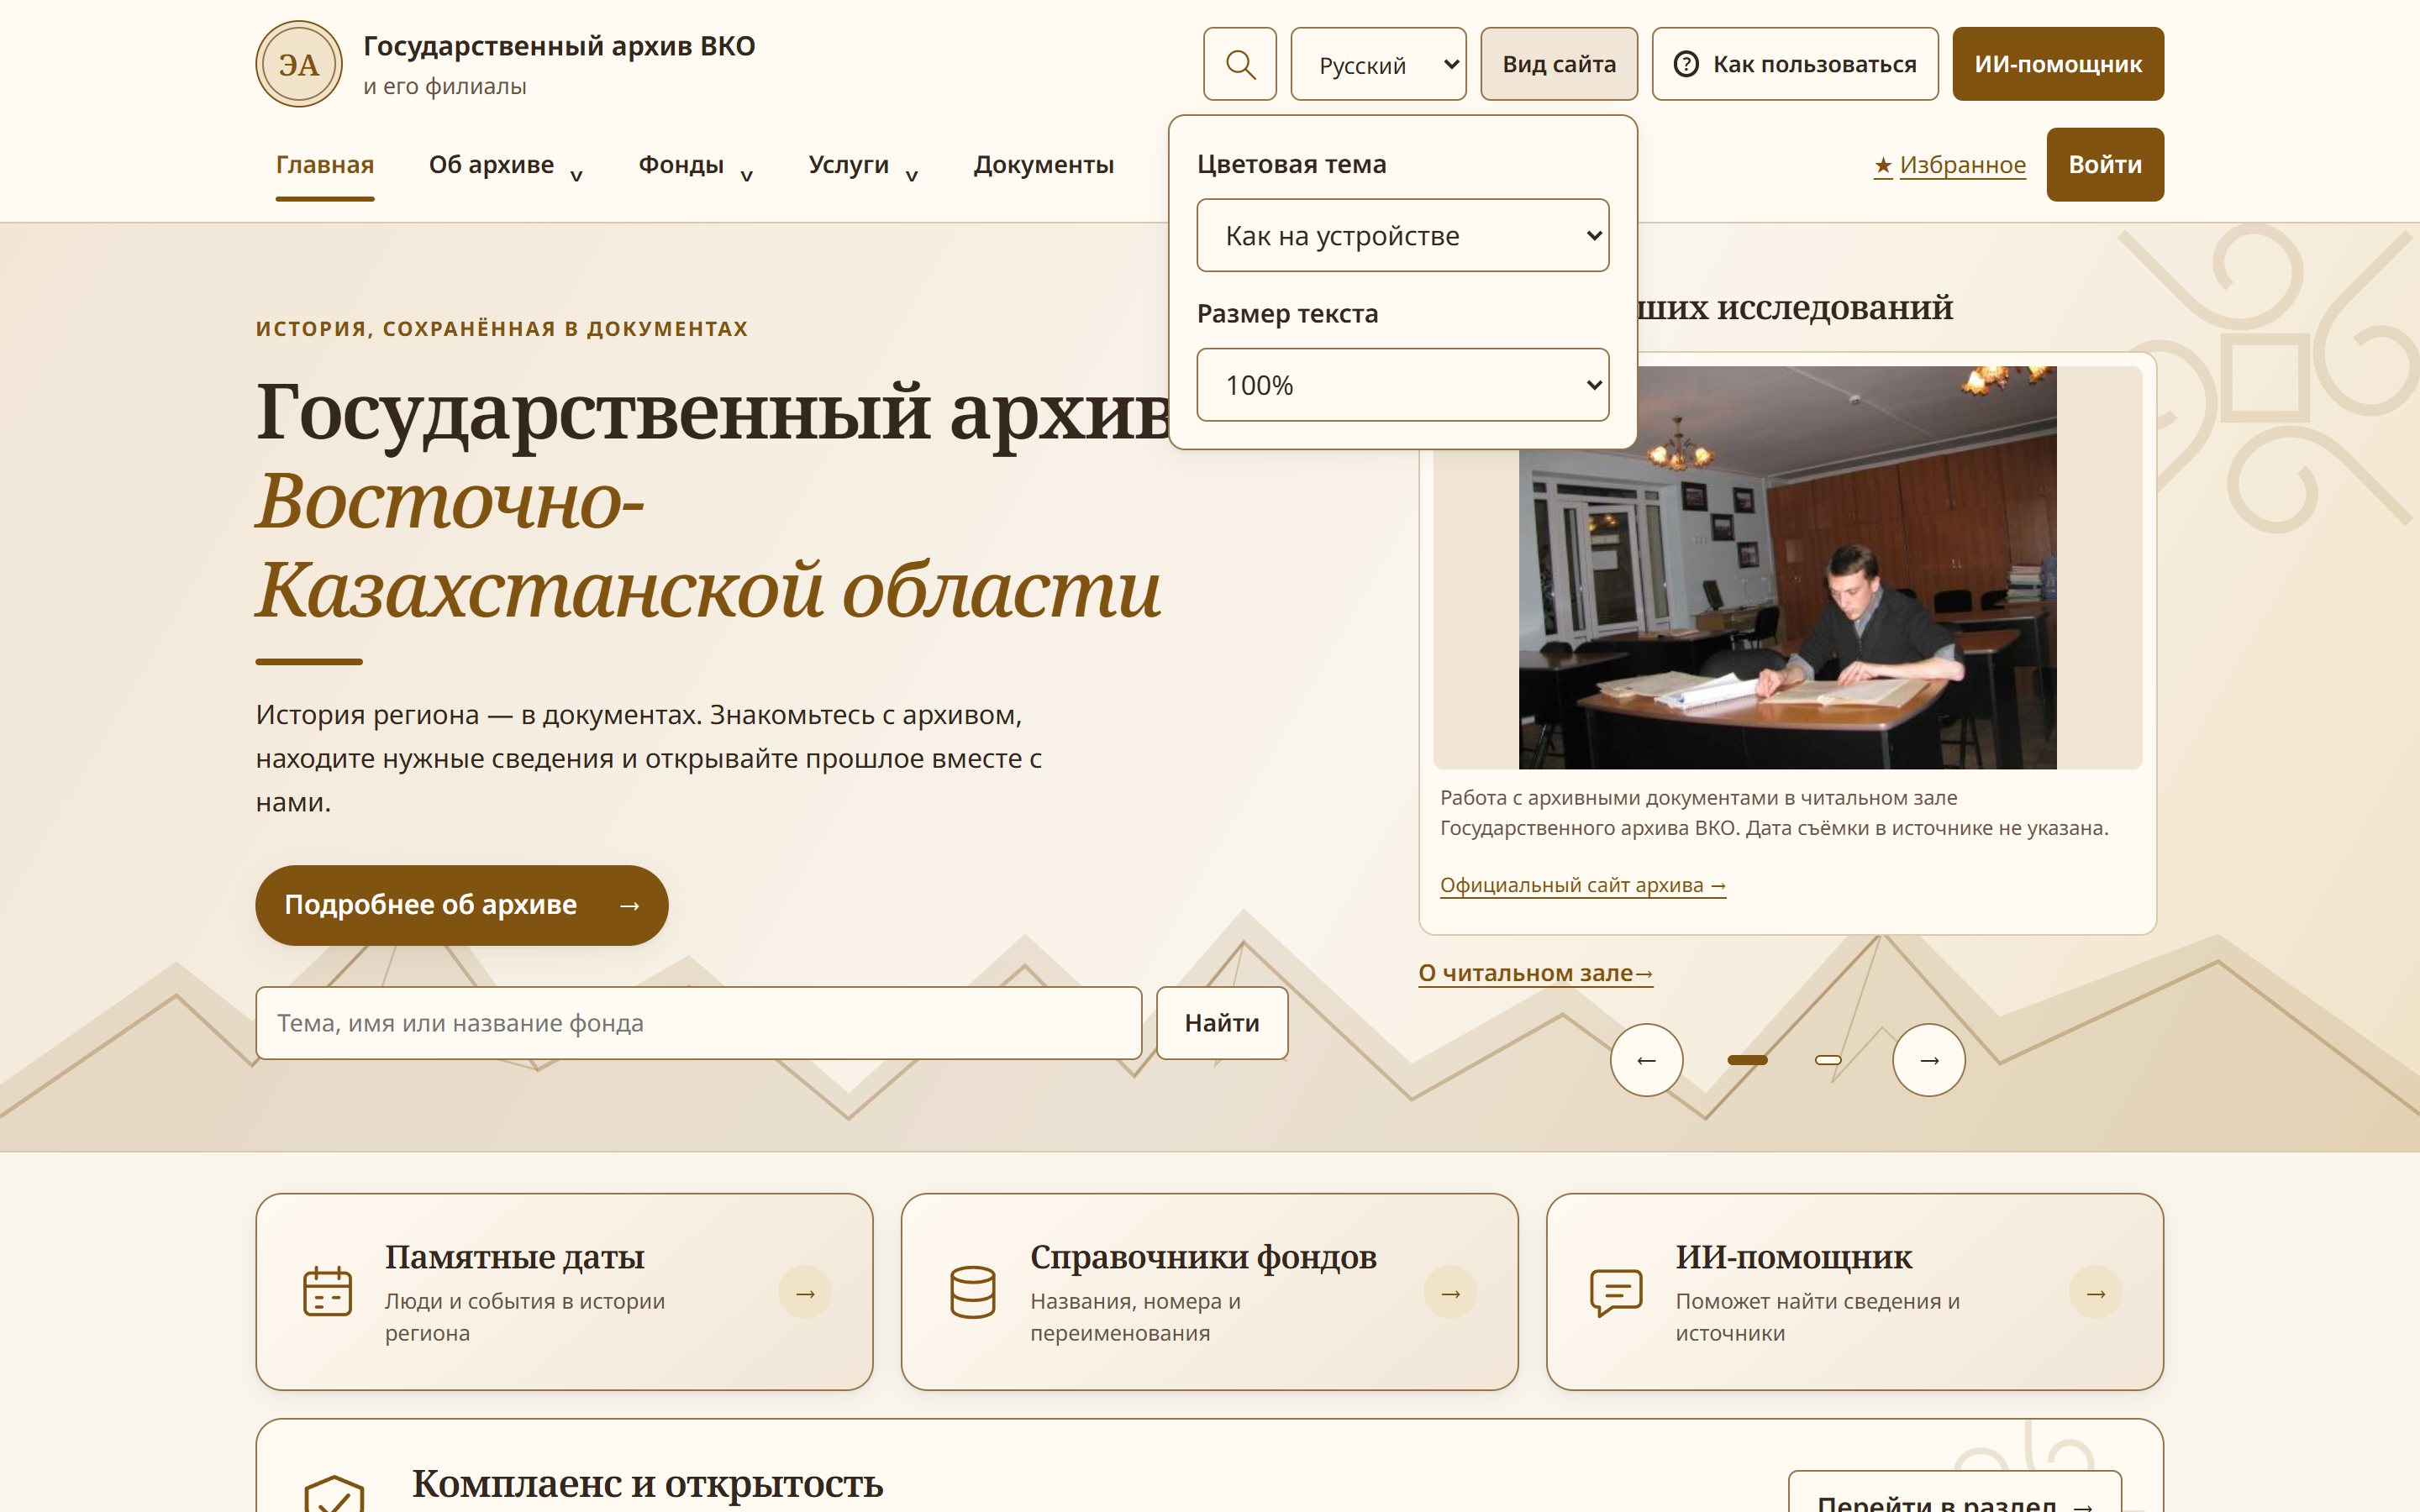 ЭА
Государственный архив ВКО
и его филиалы
Русский
Вид сайта
? Как пользоваться
ИИ-помощник
Главная
Об архиве
Фонды
Услуги
Документы
★ Избранное
Войти
Цветовая тема
Как на устройстве
Размер текста
100%
ИСТОРИЯ, СОХРАНЁННАЯ В ДОКУМЕНТАХ
Государственный архив
Восточно-
Казахстанской области
История региона — в документах. Знакомьтесь с архивом,
находите нужные сведения и открывайте прошлое вместе с
нами.
Подробнее об архиве →
Тема, имя или название фонда
Найти
исследований
Работа с архивными документами в читальном зале
Государственного архива ВКО. Дата съёмки в источнике не указана.
Официальный сайт архива →
О читальном зале→
← →
Памятные даты
Люди и события в истории
региона
→
Справочники фондов
Названия, номера и
переименования
→
ИИ-помощник
Поможет найти сведения и
источники
→
Комплаенс и открытость
Перейти в раздел →